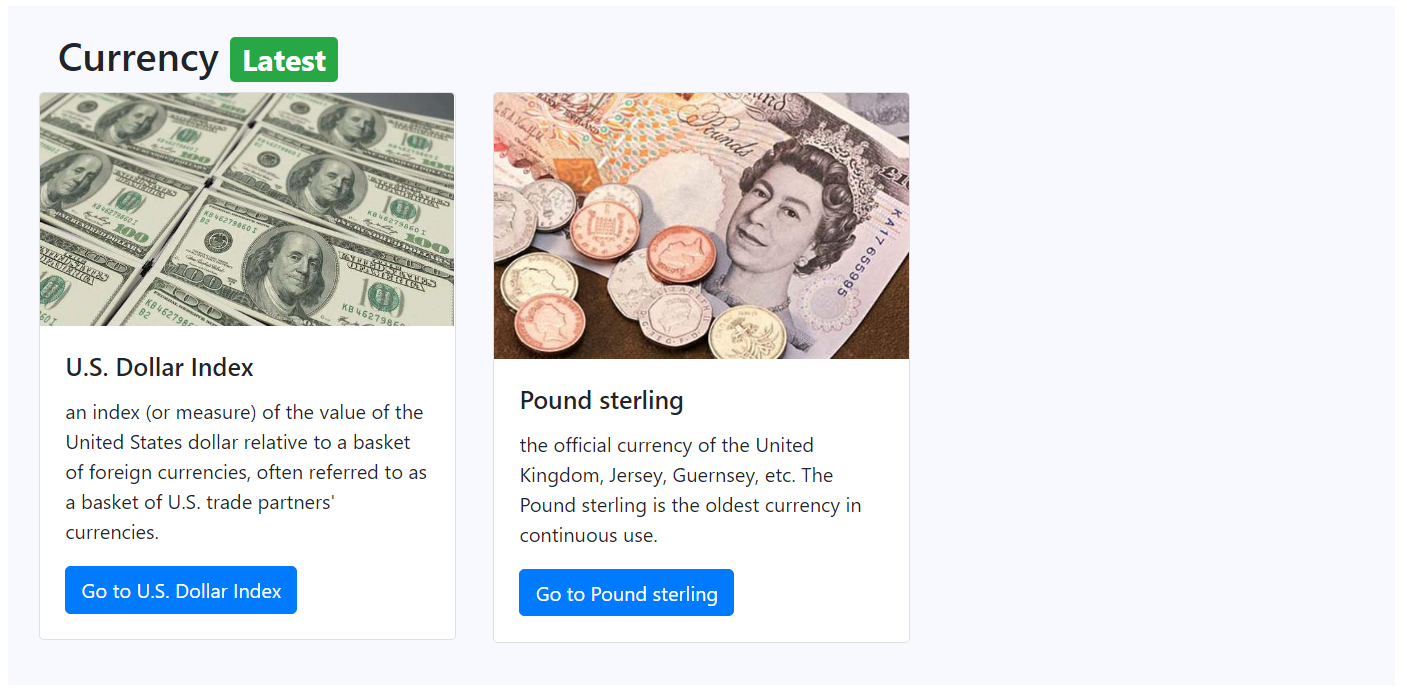 Currency Latest
U.S. Dollar Index
an index (or measure) of the value of the
United States dollar relative to a basket
of foreign currencies, often referred to as
a basket of U.S. trade partners'
currencies.
Go to U.S. Dollar Index
Pounds
KA17 655995
Pound sterling
the official currency of the United
Kingdom, Jersey, Guernsey, etc. The
Pound sterling is the oldest currency in
continuous use.
Go to Pound sterling